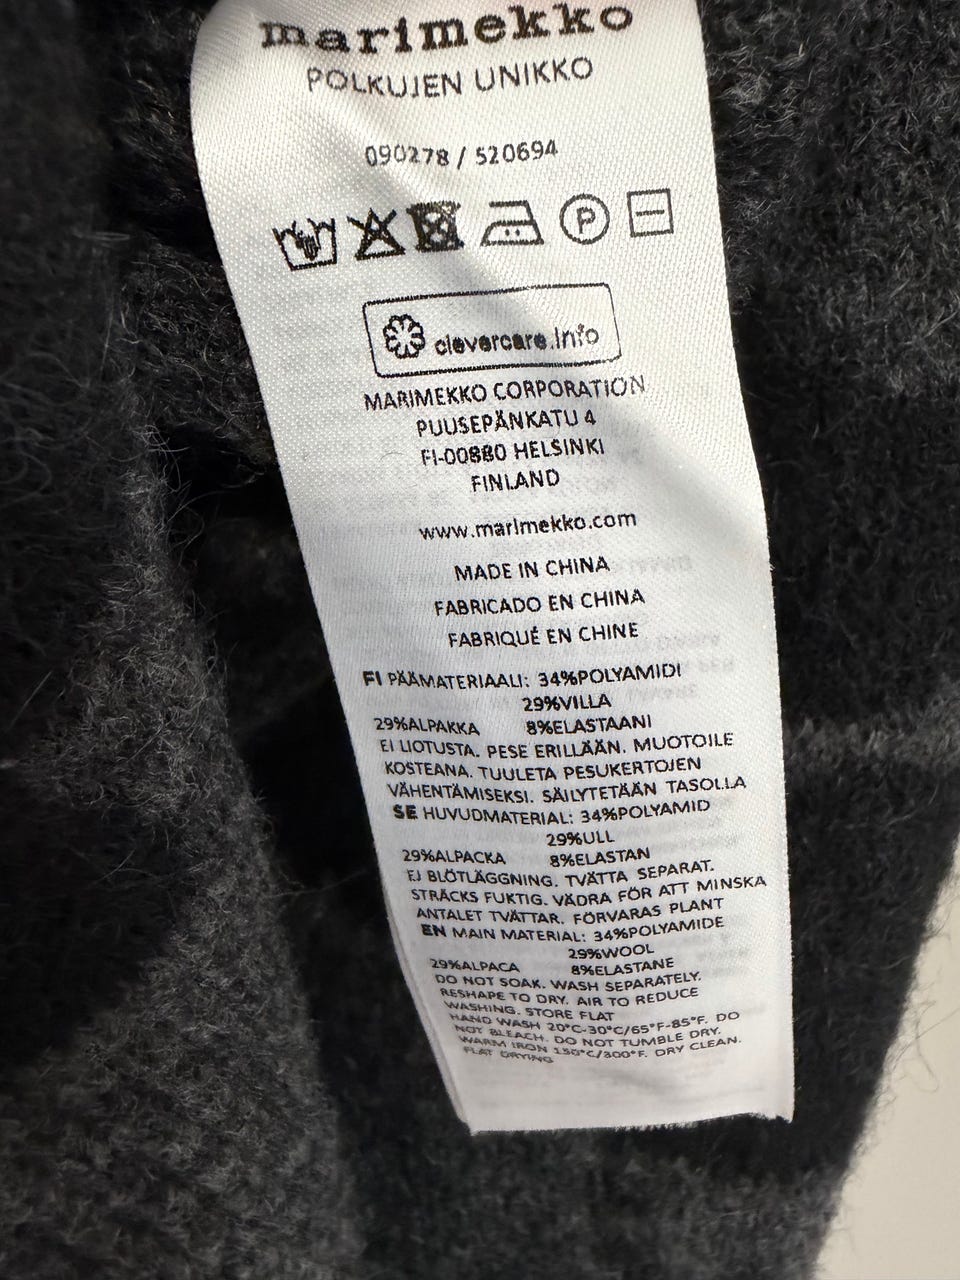 marimekko
POLKUJEN UNIKKO
090278 / 520694
P
clevercare.info
MARIMEKKO CORPORATION
PUUSEPÄNKATU 4
FI-00880 HELSINKI
FINLAND
www.marimekko.com
MADE IN CHINA
FABRICADO EN CHINA
FABRIQUÉ EN CHINE
FI PÄÄMATERIAALI: 34%POLYAMIDI
29%VILLA
29%ALPAKKA 8%ELASTAANI
EI LIOTUSTA. PESE ERILLÄÄN. MUOTOILE
KOSTEANA. TUULETA PESUKERTOJEN
VÄHENTÄMISEKSI. SÄILYTETÄÄN TASOLLA
SE HUVUDMATERIAL: 34%POLYAMID
29%ULL
29%ALPACKA 8%ELASTAN
EJ BLÖTLÄGGNING. TVÄTTA SEPARAT.
STRÄCKS FUKTIG. VÄDRA FÖR ATT MINSKA
ANTALET TVÄTTAR. FÖRVARAS PLANT
EN MAIN MATERIAL: 34%POLYAMIDE
29%WOOL
29%ALPACA 8%ELASTANE
DO NOT SOAK. WASH SEPARATELY.
RESHAPE TO DRY. AIR TO REDUCE
WASHING. STORE FLAT
HAND WASH 20°C-30°C/65°F-85°F. DO
NOT BLEACH. DO NOT TUMBLE DRY.
WARM IRON 150°C/300°F. DRY CLEAN.
FLAT DRYING